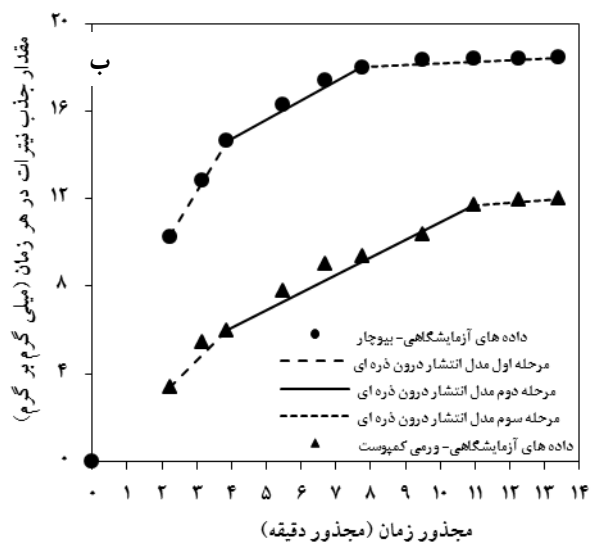 ب
مقدار جذب نیترات در هر زمان (میلی گرم بر گرم)
۲۰
۱۶
۱۲
۸
۴
۰
داده های آزمایشگاهی- بیوچار
مرحله اول مدل انتشار درون ذره ای
مرحله دوم مدل انتشار درون ذره ای
مرحله سوم مدل انتشار درون ذره ای
داده های آزمایشگاهی- ورمی کمپوست
۰ ۱ ۲ ۳ ۴ ۵ ۶ ۷ ۸ ۹ ۱۰ ۱۱ ۱۲ ۱۳ ۱۴
مجذور زمان (مجذور دقیقه)